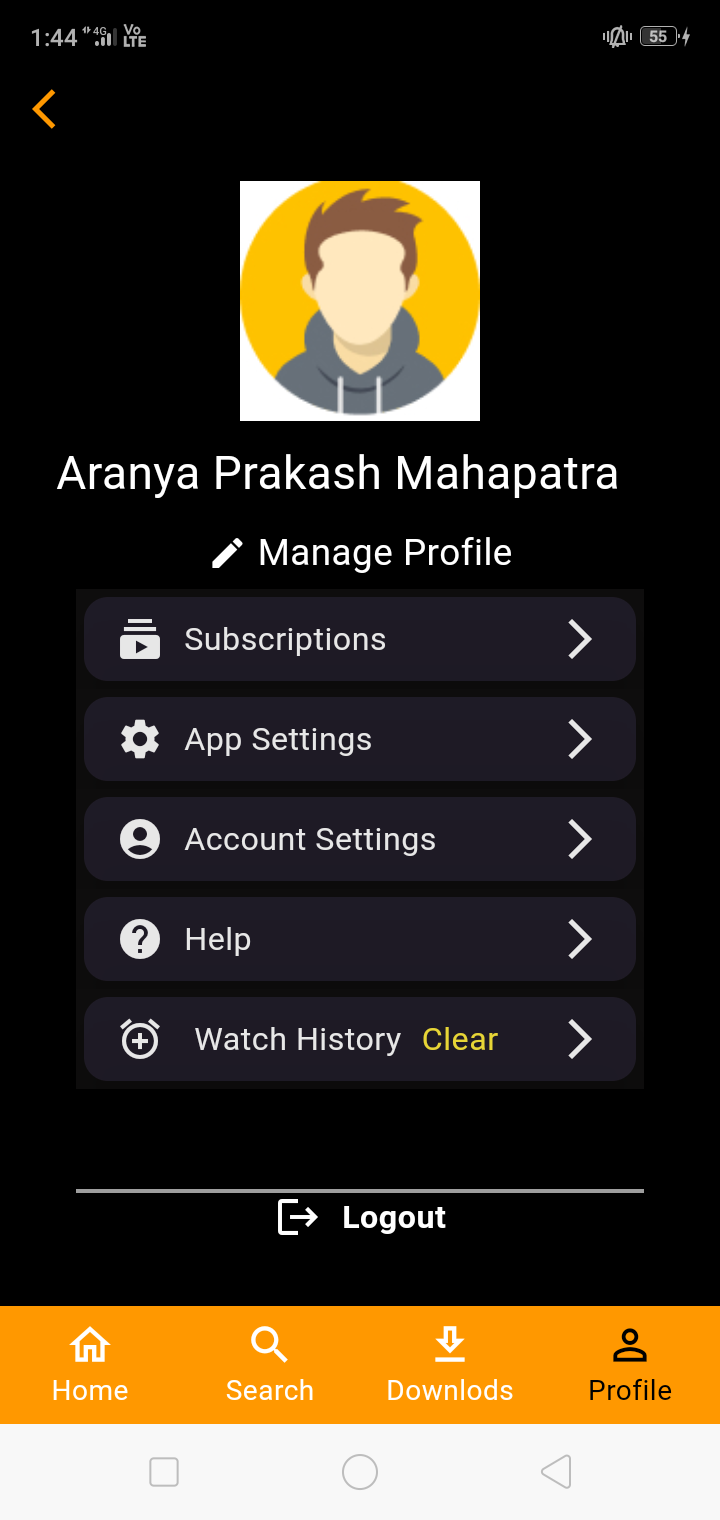 1:44 4G Vo LTE 55
Aranya Prakash Mahapatra
Manage Profile
Subscriptions
App Settings
Account Settings
Help
Watch History Clear
Logout
Home Search Downlods Profile